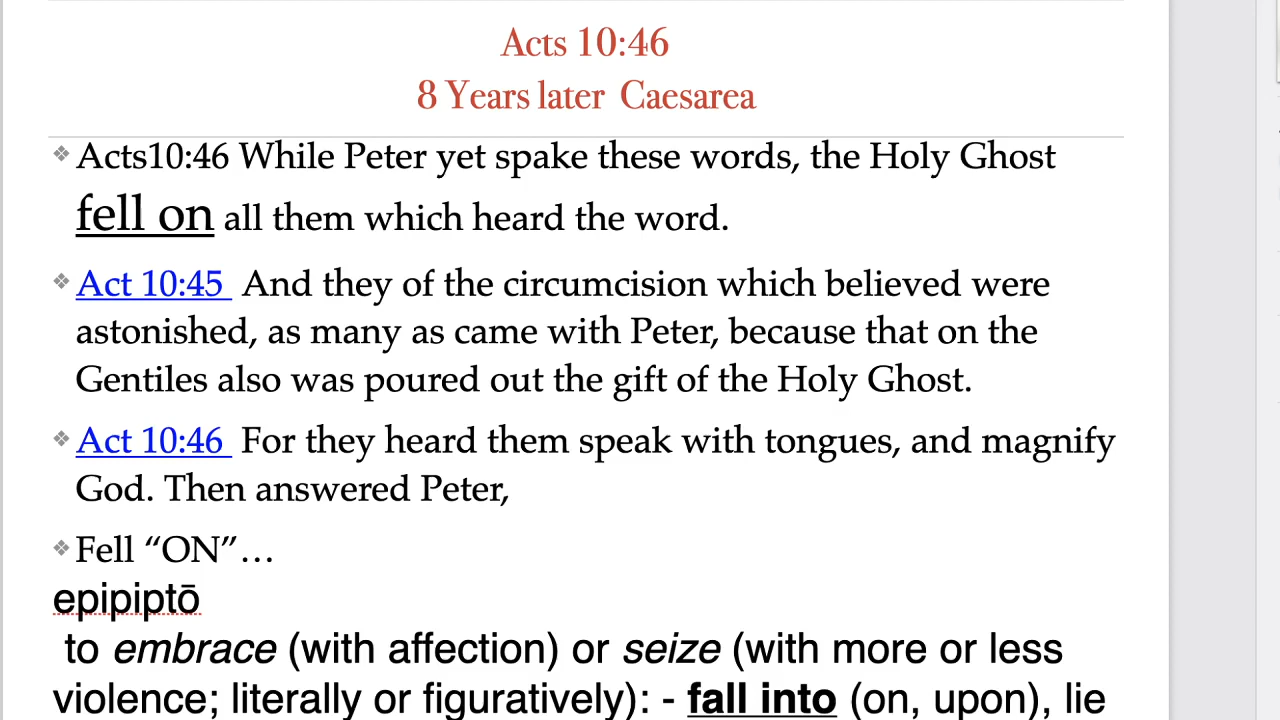 Acts 10:46
8 Years later Caesarea
❖ Acts10:46 While Peter yet spake these words, the Holy Ghost
fell on all them which heard the word.
❖ Act 10:45 And they of the circumcision which believed were
astonished, as many as came with Peter, because that on the
Gentiles also was poured out the gift of the Holy Ghost.
❖ Act 10:46 For they heard them speak with tongues, and magnify
God. Then answered Peter,
❖ Fell “ON”…
epipiptō
to embrace (with affection) or seize (with more or less
violence; literally or figuratively): - fall into (on, upon), lie